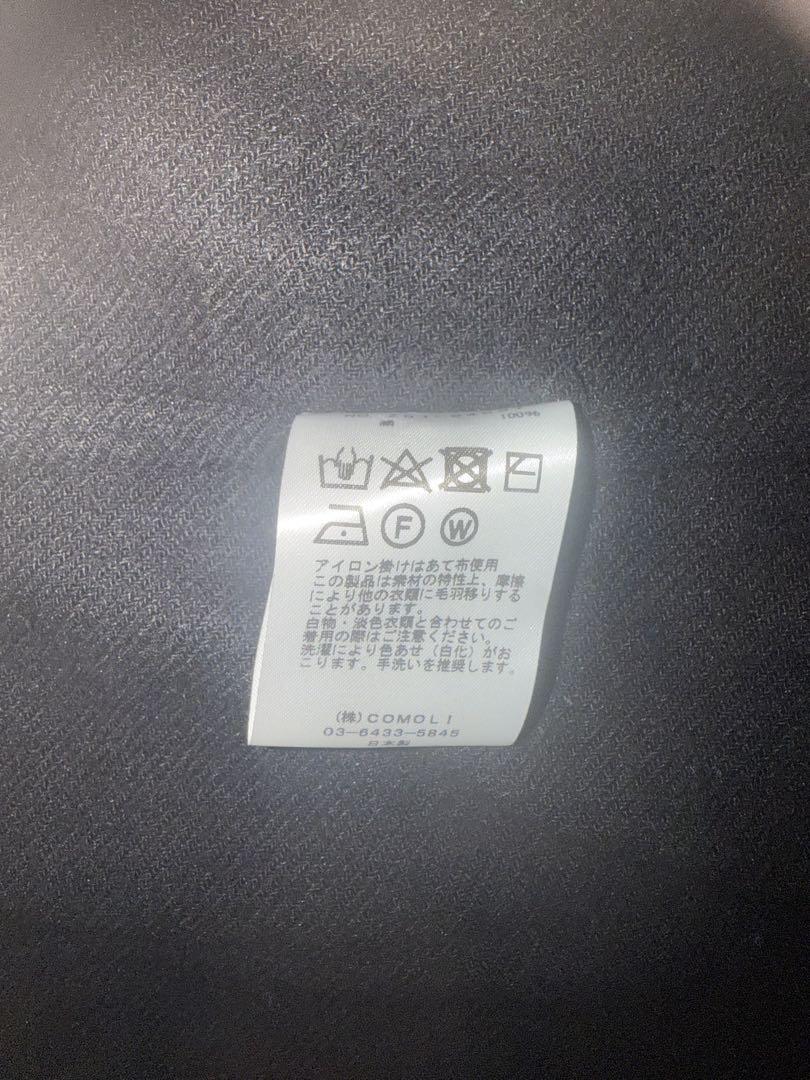 100%
F W
アイロン掛けはあて布使用
この製品は素材の特性上、摩擦
により他の衣類に毛羽移りする
ことがあります。
白物・淡色衣類と合わせてのご
着用の際はご注意ください。
洗濯により色あせ（白化）がお
こります。手洗いを推奨します。
(株)COMOLI
03-6433-5845
日本製